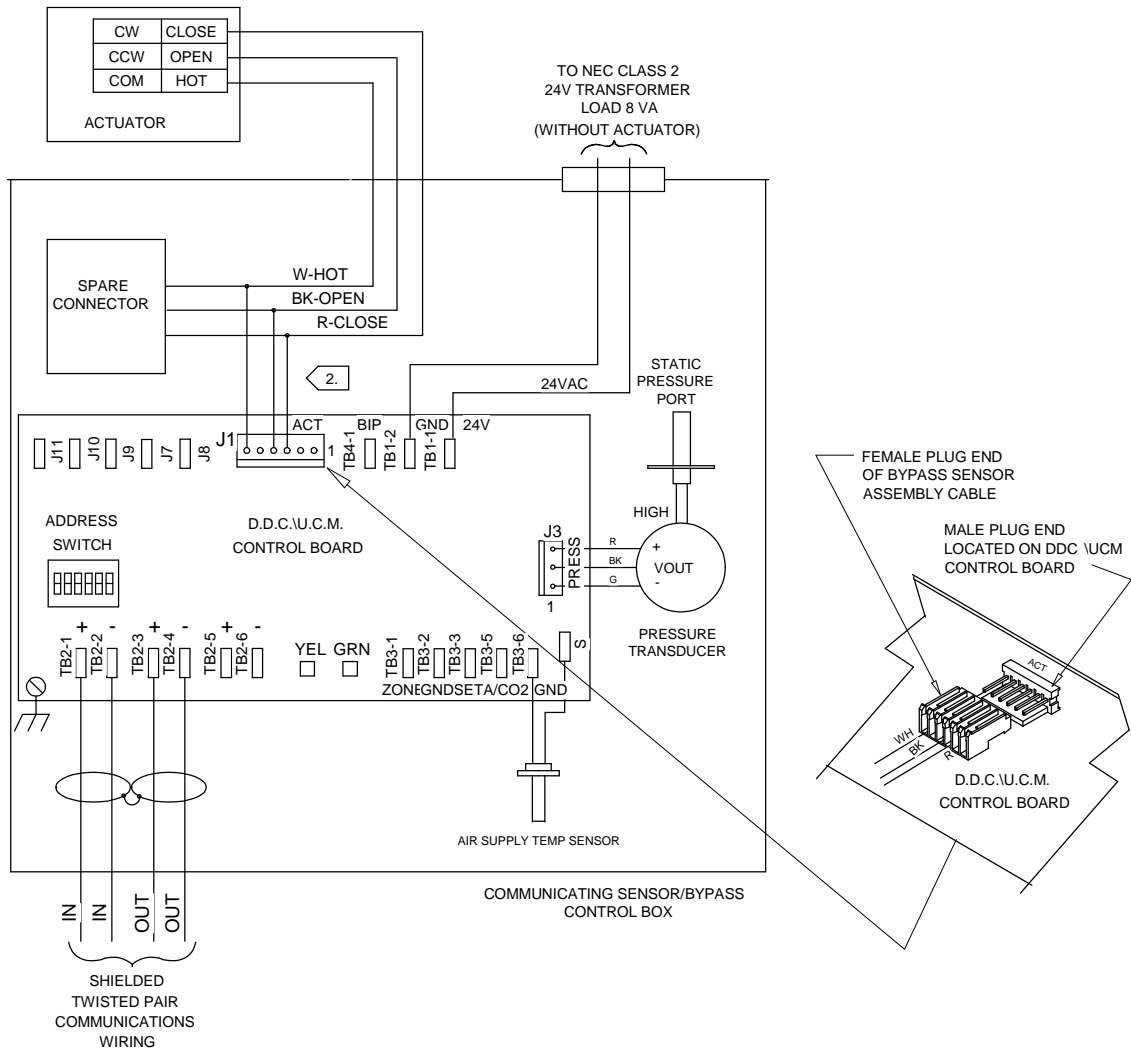 CW CLOSE
CCW OPEN
COM HOT
ACTUATOR
TO NEC CLASS 2
24V TRANSFORMER
LOAD 8 VA
(WITHOUT ACTUATOR)
SPARE
CONNECTOR
W-HOT
BK-OPEN
R-CLOSE
2.
24VAC
STATIC
PRESSURE
PORT
J11
J10
J9
J7
J8
J1
ACT
1
BIP
TB4-1
TB1-2
GND
TB1-1
24V
ADDRESS
SWITCH
D.D.C.\U.C.M.
CONTROL BOARD
J3
PRESS
1
R
BK
G
HIGH
+
VOUT
-
PRESSURE
TRANSDUCER
+ - + - + -
TB2-1
TB2-2
TB2-3
TB2-4
TB2-5
TB2-6
YEL GRN
TB3-1
TB3-2
TB3-3
TB3-5
TB3-6
S
ZONE GND SET A/CO2 GND
AIR SUPPLY TEMP SENSOR
COMMUNICATING SENSOR/BYPASS
CONTROL BOX
IN
IN
OUT
OUT
SHIELDED
TWISTED PAIR
COMMUNICATIONS
WIRING
FEMALE PLUG END
OF BYPASS SENSOR
ASSEMBLY CABLE
MALE PLUG END
LOCATED ON DDC \UCM
CONTROL BOARD
ACT
WH
BK
R
D.D.C.\U.C.M.
CONTROL BOARD